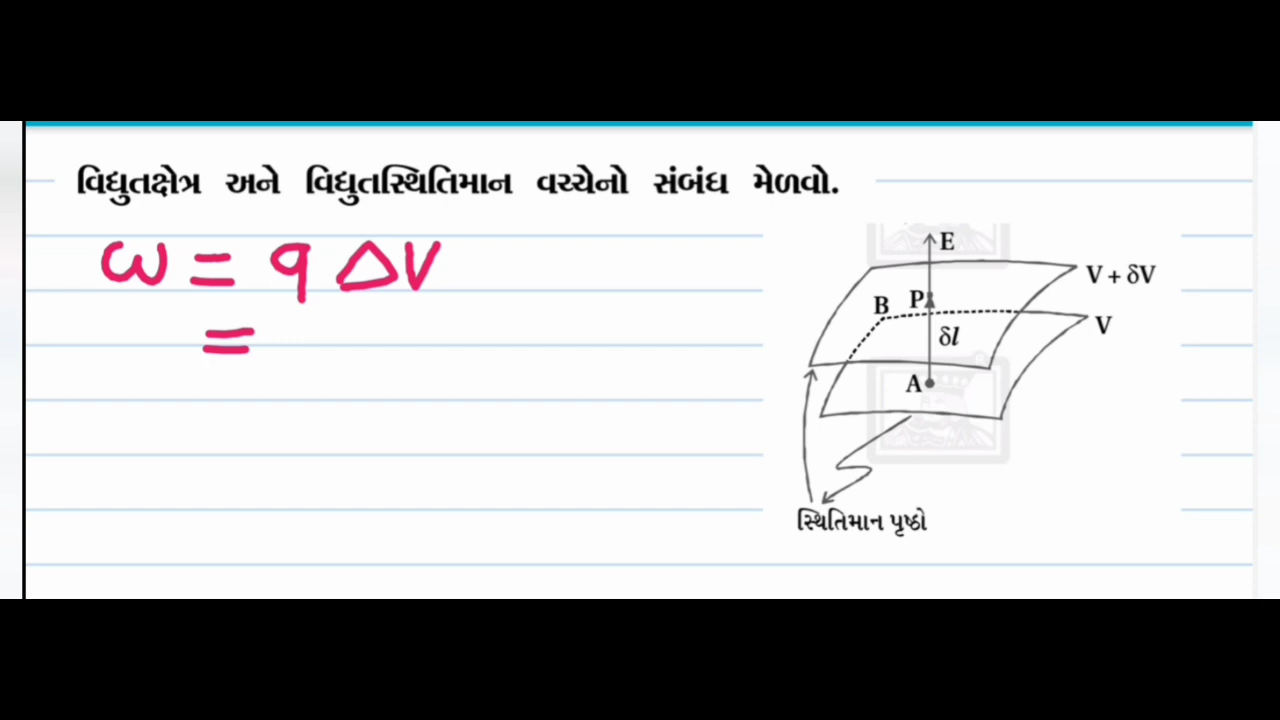 વિદ્યુતક્ષેત્ર અને વિદ્યુતસ્થિતિમાન વચ્ચેનો સંબંધ મેળવો.
W = q ΔV
=
E
V + δV
B P
V
δl
A
સ્થિતિમાન પૃષ્ઠો